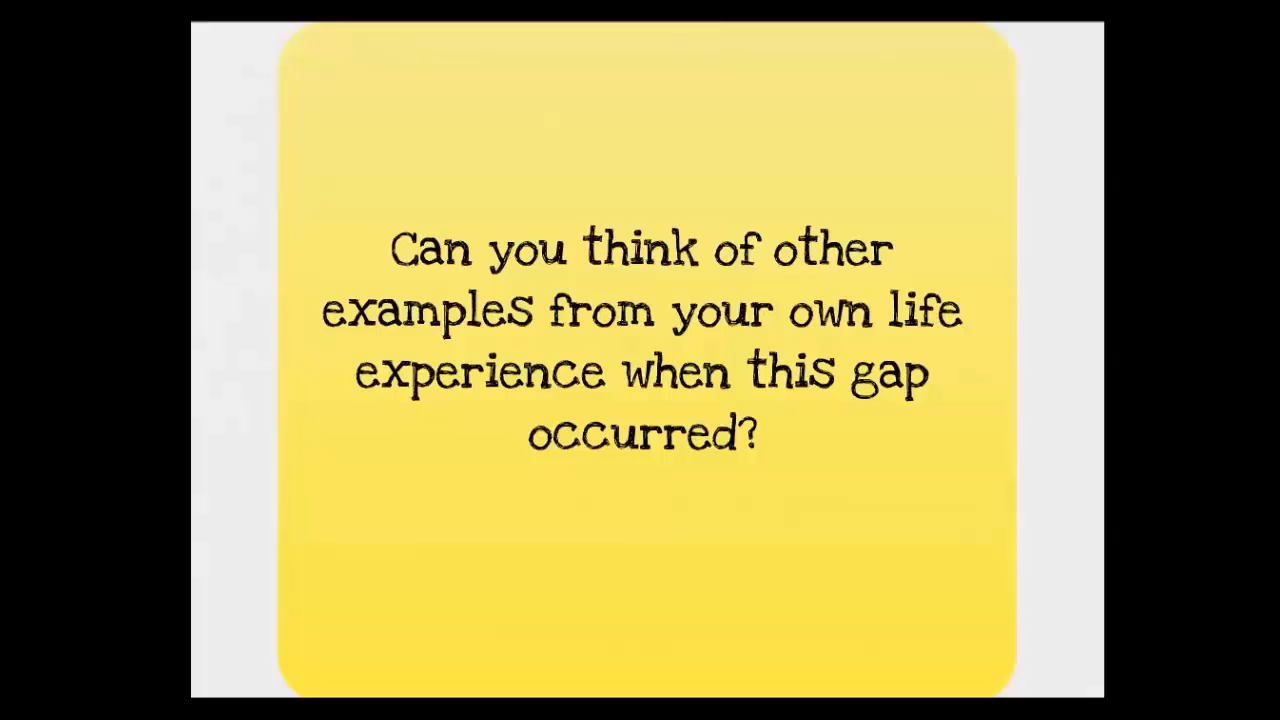 Can you think of other
examples from your own life
experience when this gap
occurred?